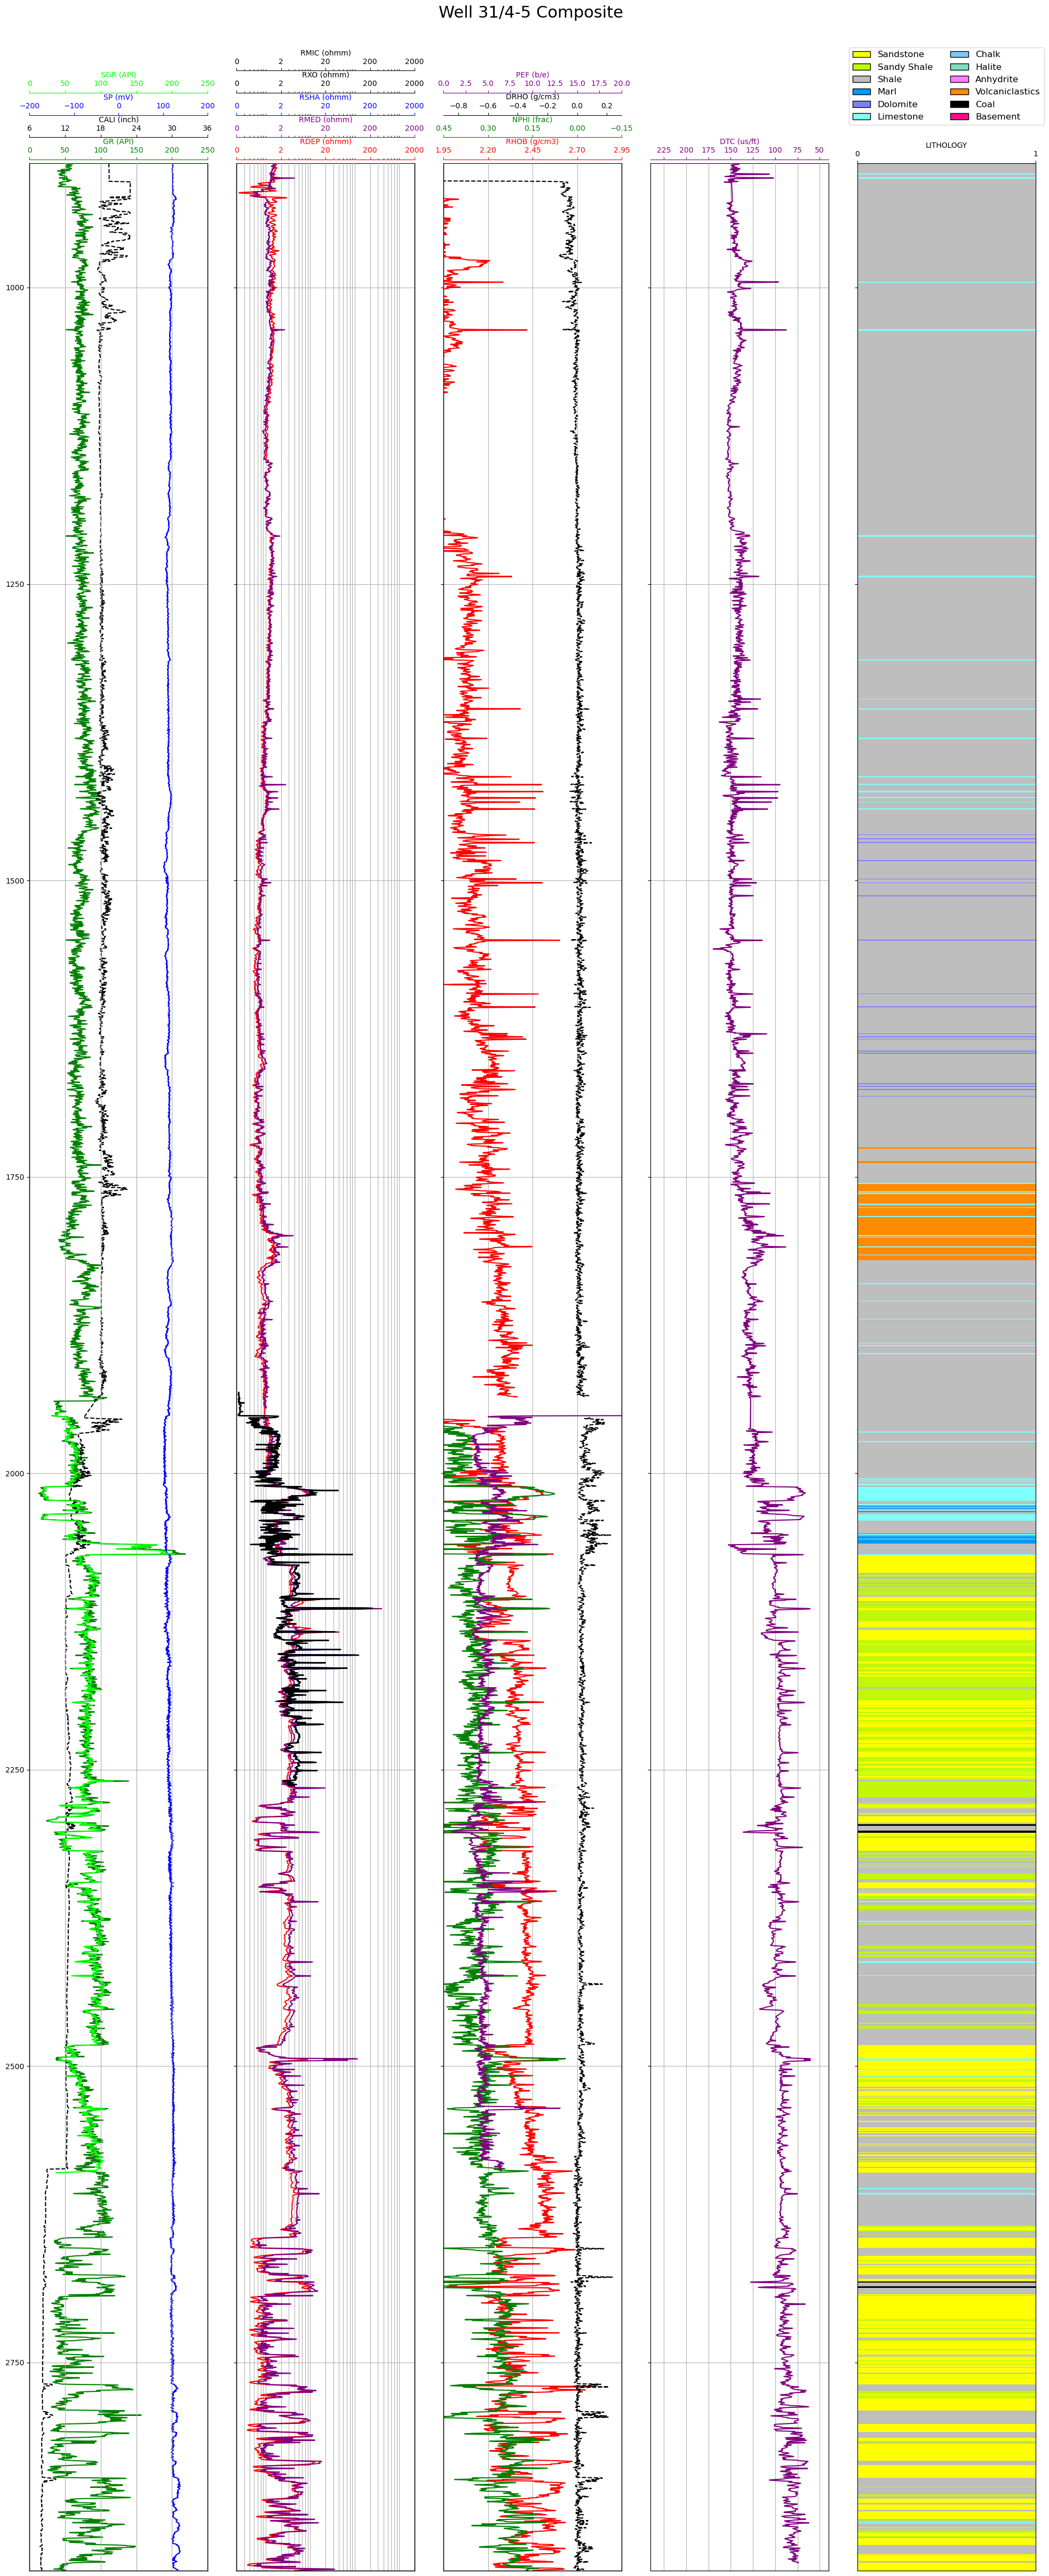 Well 31/4-5 Composite
RMIC (ohmm)
0 2 20 200 2000
Sandstone Chalk
Sandy Shale Halite
Shale Anhydrite
Marl Volcaniclastics
Dolomite Coal
Limestone Basement
SGR (API) RXO (ohmm) PEF (b/e)
0 50 100 150 200 250 0 2 20 200 2000 0.0 2.5 5.0 7.5 10.0 12.5 15.0 17.5 20.0
SP (mV) RSHA (ohmm) DRHO (g/cm3)
−200 −100 0 100 200 0 2 20 200 2000 −0.8 −0.6 −0.4 −0.2 0.0 0.2
CALI (inch) RMED (ohmm) NPHI (frac)
6 12 18 24 30 36 0 2 20 200 2000 0.45 0.30 0.15 0.00 −0.15
GR (API) RDEP (ohmm) RHOB (g/cm3) DTC (us/ft) LITHOLOGY
0 50 100 150 200 250 0 2 20 200 2000 1.95 2.20 2.45 2.70 2.95 225 200 175 150 125 100 75 50 0 1
1000
1250
1500
1750
2000
2250
2500
2750